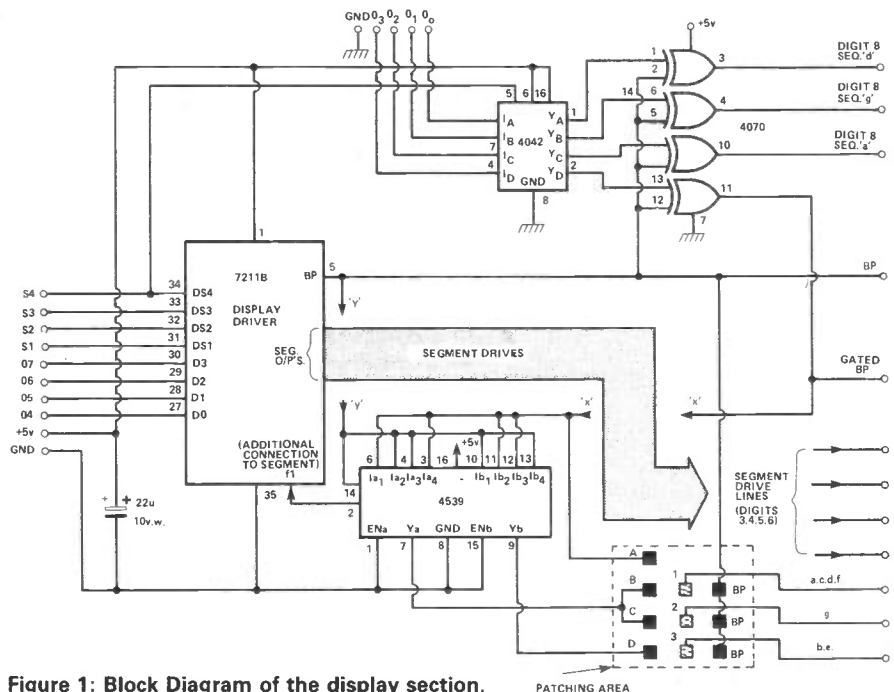 GND 0₃ 0₂ 0₁ 0₀
+5v
5 6 16
1
2
3
DIGIT 8
SEQ.'d'
I_A
I_B
I_C
I_D
7
4
4042
Y_A
Y_B
Y_C
Y_D
GND
8
1
14
2
6
5
4
DIGIT 8
SEQ.'g'
4070
10
DIGIT 8
SEQ.'a'
13
12
11
7
1
7211B
BP
5
BP
DISPLAY
DRIVER
'Y'
S4
34
DS4
S3
33
DS3
S2
32
DS2
S1
31
DS1
07
30
D3
06
29
D2
05
28
D1
04
27
D0
+5v
GND
SEG.
O/P'S.
SEGMENT DRIVES
GATED
BP
'Y'
'x'
'x'
(ADDITIONAL
CONNECTION
TO SEGMENT)
f1
35
+ +
22u
10v.w.
+5v
6 4 3 16 10 11 12 13
Ia₁ Ia₂ Ia₃ Ia₄ - Ib₁ Ib₂ Ib₃ Ib₄
14
2
4539
ENa Ya GND ENb Yb
1 7 8 15 9
SEGMENT
DRIVE
LINES
(DIGITS
3.4.5.6)
A
B
C
D
1
BP
a.c.d.f
2
BP
g
3
BP
b.e.
PATCHING AREA
Figure 1: Block Diagram of the display section.